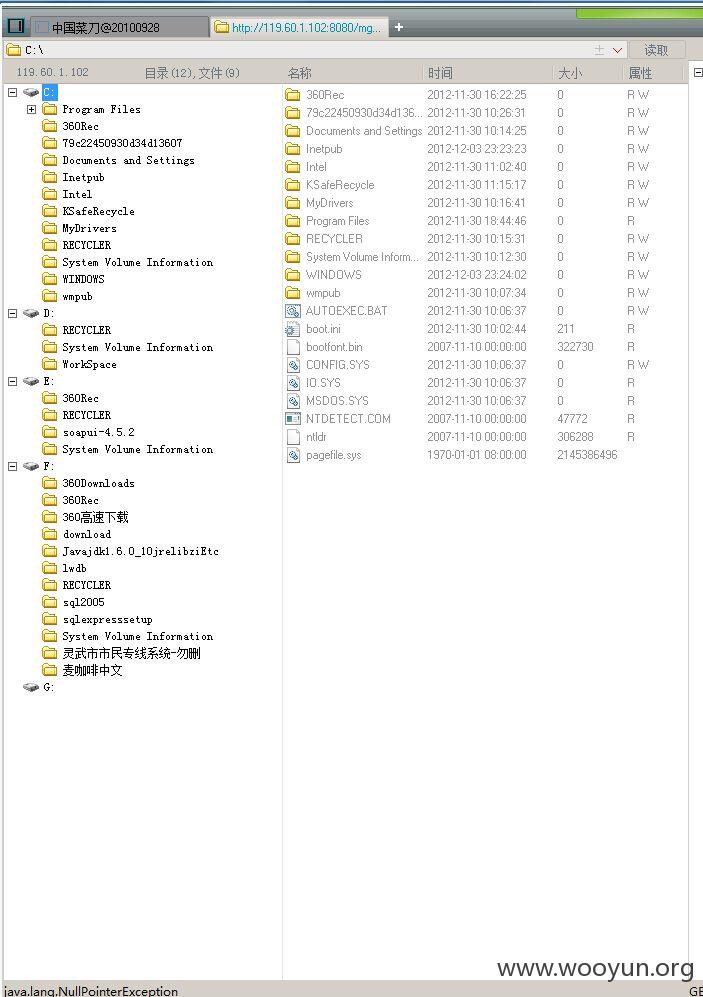 中国菜刀@20100928
http://119.60.1.102:8080/mg...
+
C:\
读取
119.60.1.102
目录(12),文件(9)
名称
时间
大小
属性
C:
Program Files
360Rec
79c22450930d34d13607
Documents and Settings
Inetpub
Intel
KSafeRecycle
MyDrivers
RECYCLER
System Volume Information
WINDOWS
wmpub
D:
RECYCLER
System Volume Information
WorkSpace
E:
360Rec
RECYCLER
soapui-4.5.2
System Volume Information
F:
360Downloads
360Rec
360高速下载
download
Javajdk1.6.0_10jrelibziEtc
lwdb
RECYCLER
sql2005
sqlexpresssetup
System Volume Information
灵武市市民专线系统-勿删
麦咖啡中文
G:
360Rec 2012-11-30 16:22:25 0 R W
79c22450930d34d136... 2012-11-30 10:26:31 0 R W
Documents and Settings 2012-11-30 10:14:25 0 R W
Inetpub 2012-12-03 23:23:23 0 R W
Intel 2012-11-30 11:02:40 0 R W
KSafeRecycle 2012-11-30 11:15:17 0 R W
MyDrivers 2012-11-30 10:16:41 0 R W
Program Files 2012-11-30 18:44:46 0 R
RECYCLER 2012-11-30 10:15:31 0 R W
System Volume Inform... 2012-11-30 10:12:30 0 R W
WINDOWS 2012-12-03 23:24:02 0 R W
wmpub 2012-11-30 10:07:34 0 R W
AUTOEXEC.BAT 2012-11-30 10:06:37 0 R W
boot.ini 2012-11-30 10:02:44 211 R
bootfont.bin 2007-11-10 00:00:00 322730 R
CONFIG.SYS 2012-11-30 10:06:37 0 R W
IO.SYS 2012-11-30 10:06:37 0 R
MSDOS.SYS 2012-11-30 10:06:37 0 R
NTDETECT.COM 2007-11-10 00:00:00 47772 R
ntldr 2007-11-10 00:00:00 306288 R
pagefile.sys 1970-01-01 08:00:00 2145386496
www.wooyun.org
java.lang.NullPointerException
GE